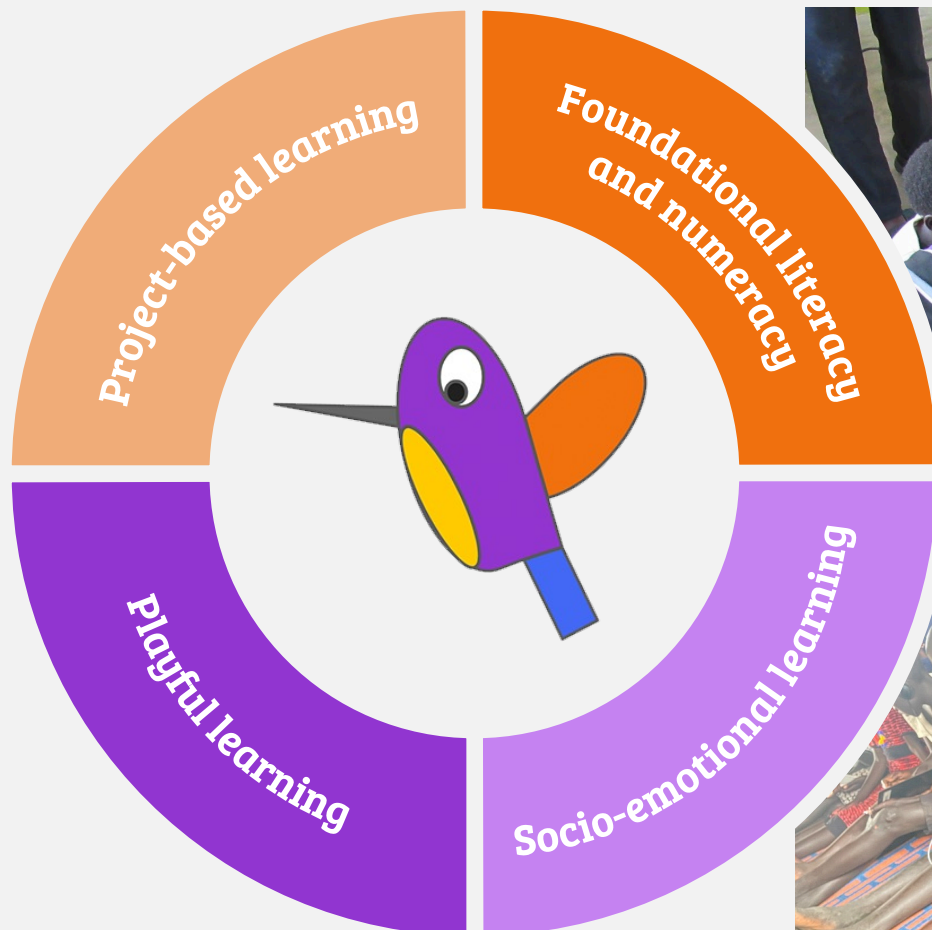 Project-based learning
Foundational literacy
and numeracy
Playful learning
Socio-emotional learning